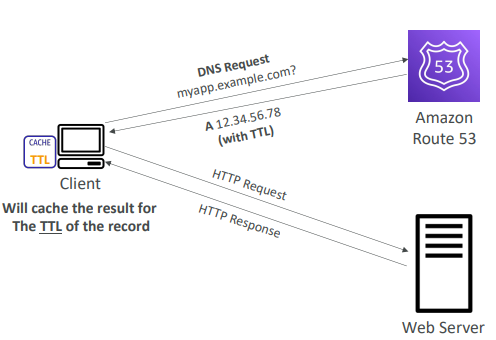 DNS Request
myapp.example.com?
53
Amazon
Route 53
A 12.34.56.78
(with TTL)
CACHE
TTL
Client
Will cache the result for
The TTL of the record
HTTP Request
HTTP Response
Web Server